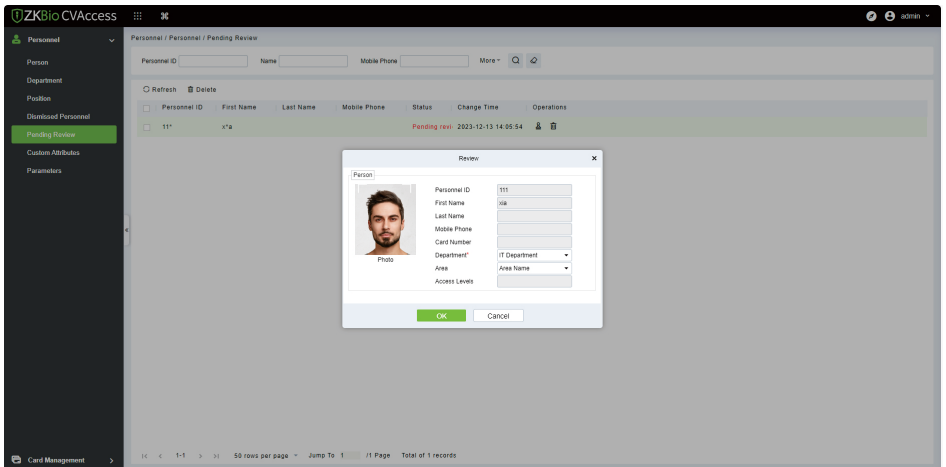 ZKBio CVAccess
admin
Personnel
Person
Department
Position
Dismissed Personnel
Pending Review
Custom Attributes
Parameters
Card Management
Personnel / Personnel / Pending Review
Personnel ID Name Mobile Phone More
Refresh Delete
Personnel ID First Name Last Name Mobile Phone Status Change Time Operations
11* x*a Pending revi 2023-12-13 14:05:54
Review
Person
Photo
Personnel ID 111
First Name xia
Last Name
Mobile Phone
Card Number
Department* IT Department
Area Area Name
Access Levels
OK Cancel
1-1 50 rows per page Jump To 1 /1 Page Total of 1 records